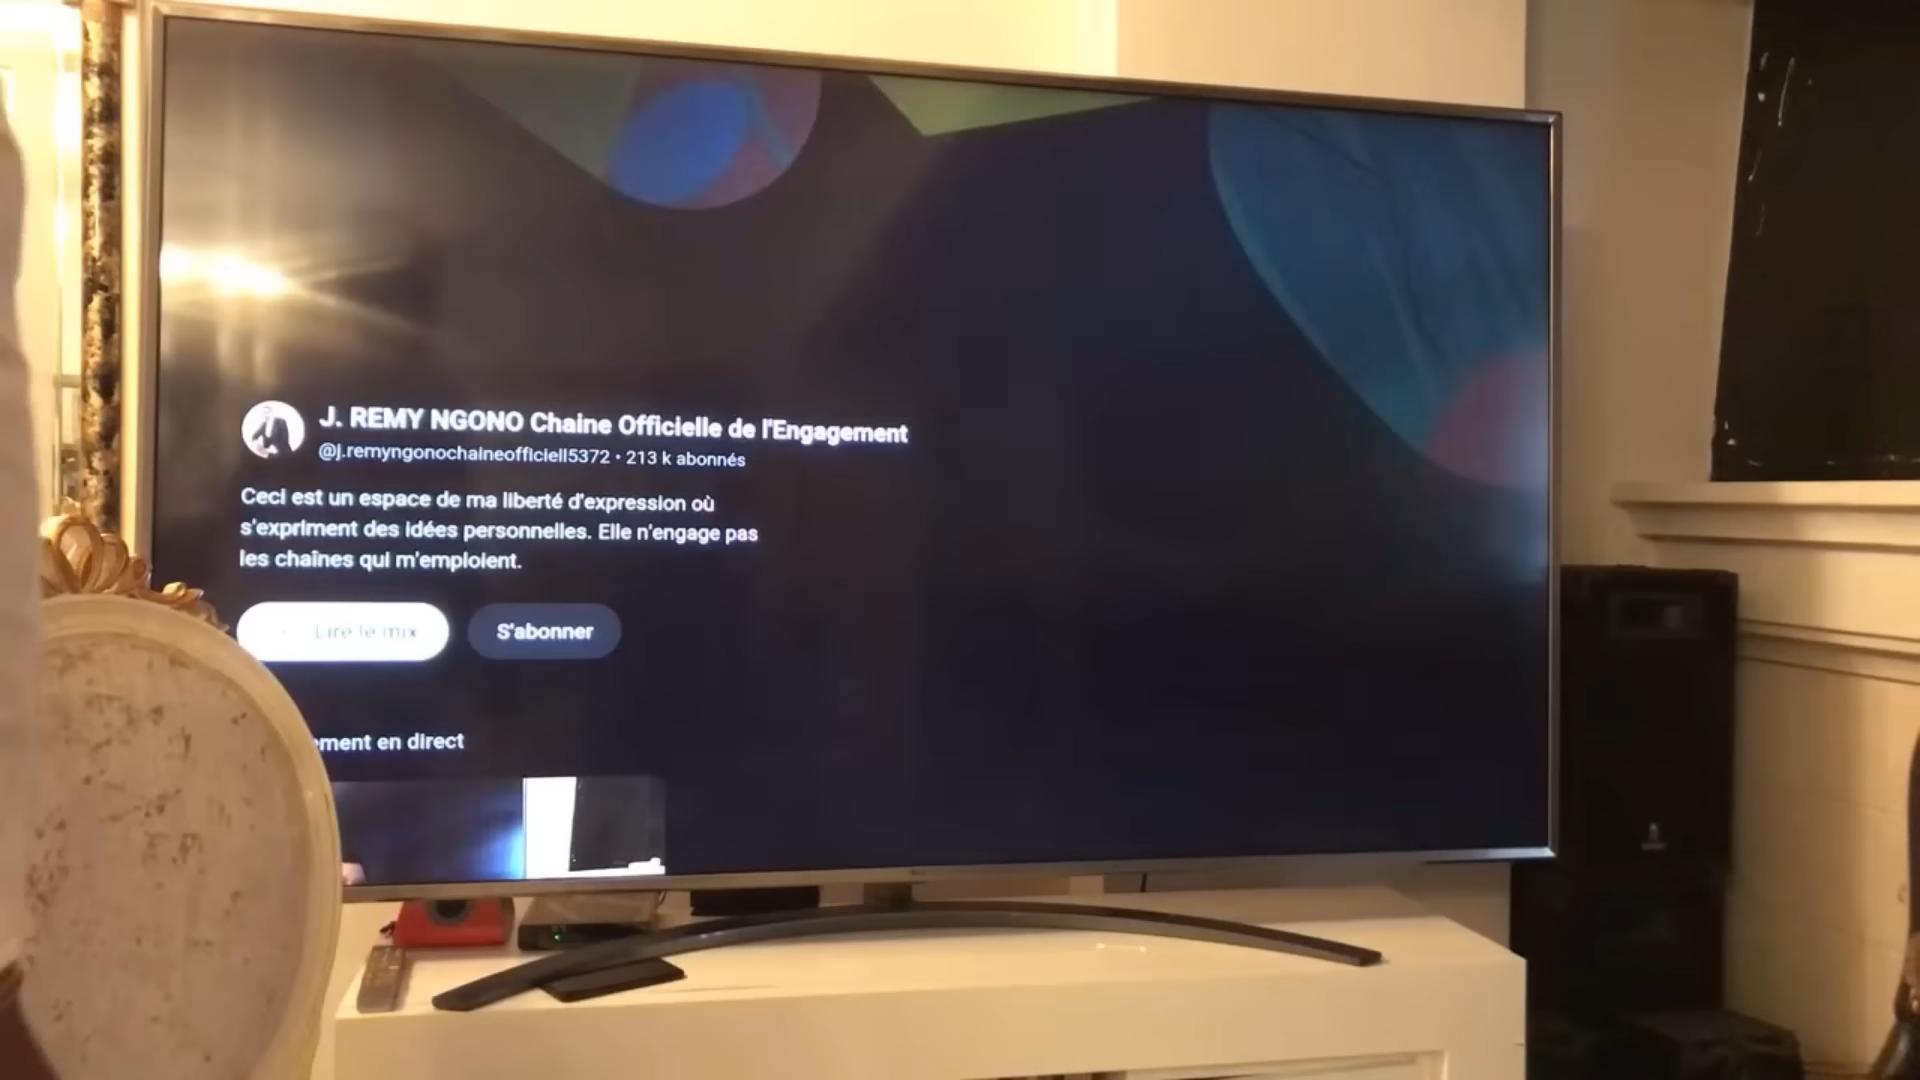 J. REMY NGONO Chaine Officielle de l'Engagement
@j.remyngonochaineofficiell5372 • 213 k abonnés
Ceci est un espace de ma liberté d'expression où
s'expriment des idées personnelles. Elle n'engage pas
les chaînes qui m'emploient.
Lire le mix
S'abonner
ement en direct